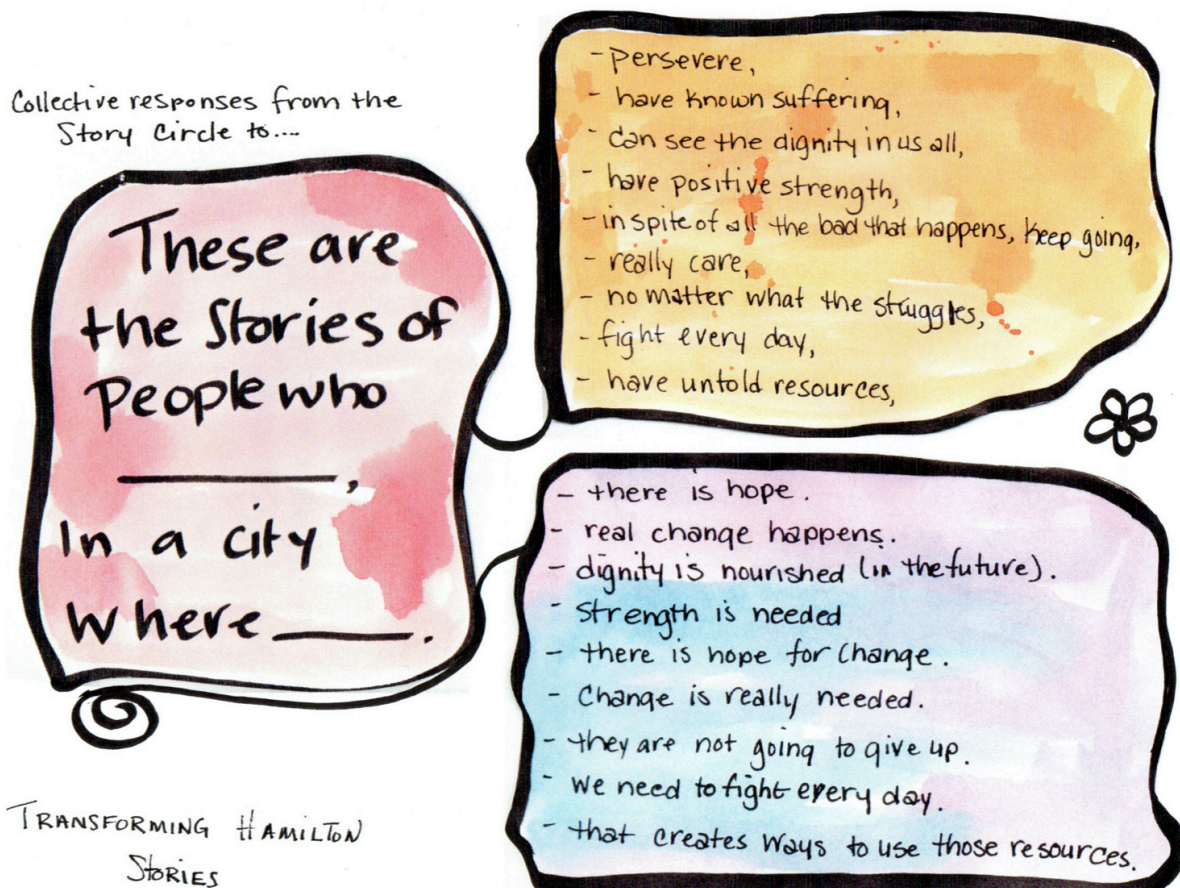 Collective responses from the
Story Circle to....
These are
the Stories of
People who
________,
In a city
Where _____.
- persevere,
- have known suffering,
- can see the dignity in us all,
- have positive strength,
- in spite of all the bad that happens, keep going,
- really care,
- no matter what the struggles,
- fight every day,
- have untold resources,
- there is hope.
- real change happens.
- dignity is nourished (in the future).
- strength is needed
- there is hope for change.
- Change is really needed.
- they are not going to give up.
- we need to fight every day.
- that creates ways to use those resources.
TRANSFORMING HAMILTON
STORIES